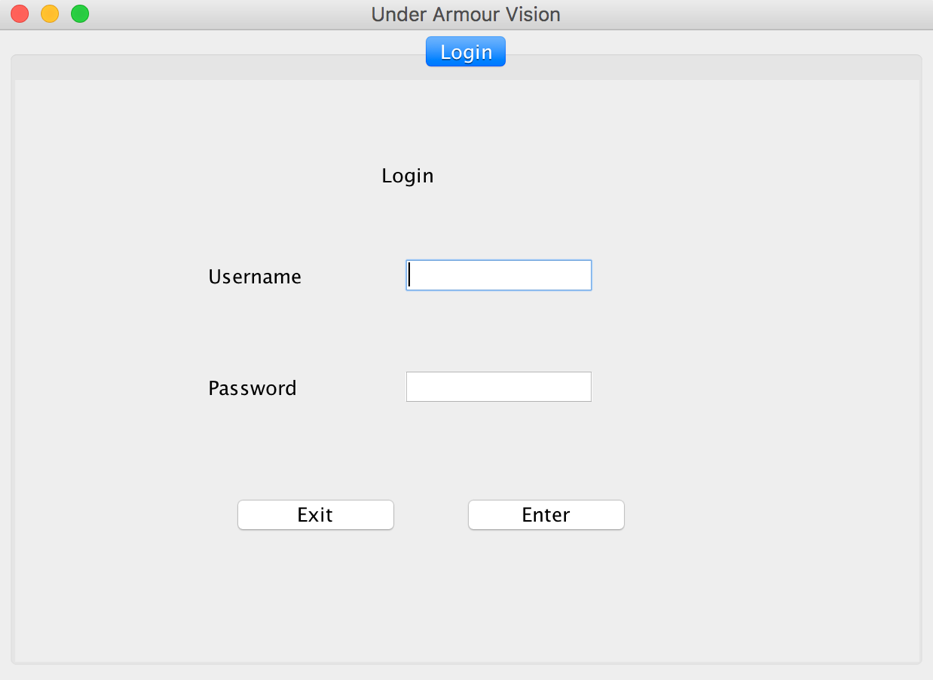 Under Armour Vision
Login
Login
Username
Password
Exit Enter